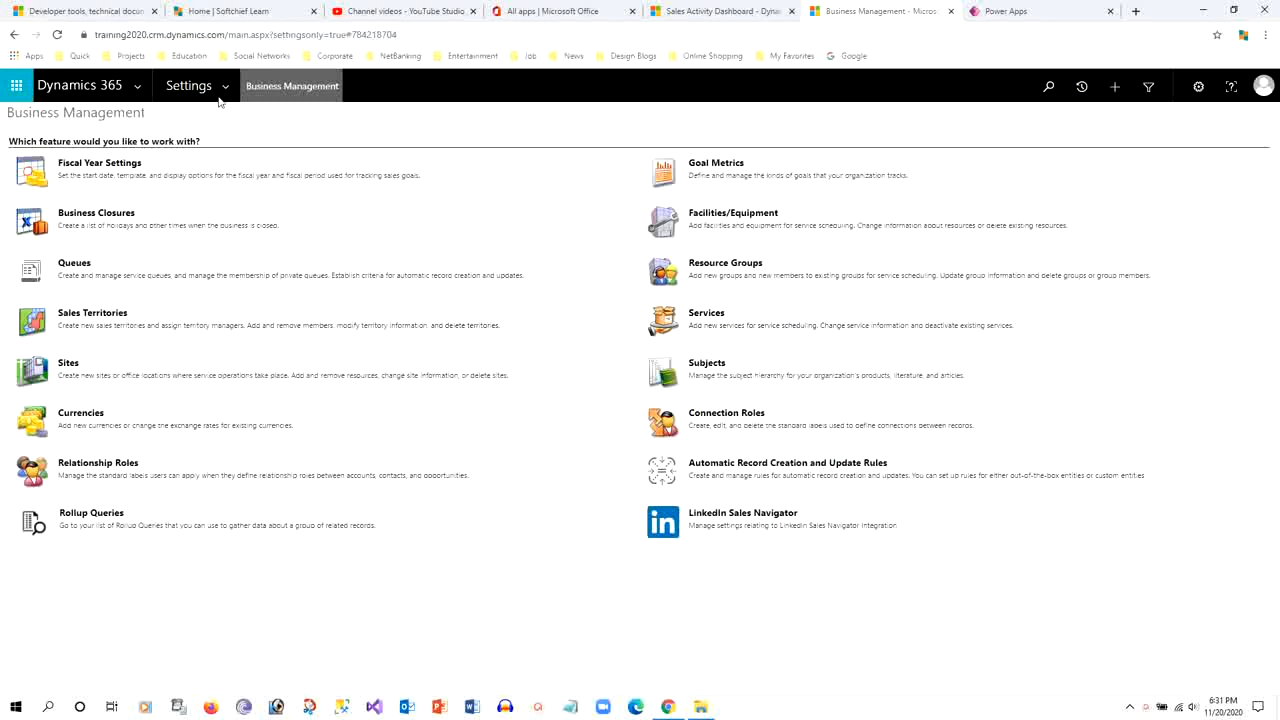 Developer tools, technical docun
Home | Softchief Learn
Channel videos - YouTube Studio
All apps | Microsoft Office
Sales Activity Dashboard - Dynam
Business Management - Micros
Power Apps
training2020.crm.dynamics.com/main.aspx?settingsonly=true#784218704
Apps Quick Projects Education Social Networks Corporate NetBanking Entertainment Job News Design Blogs Online Shopping My Favorites Google
Dynamics 365 Settings Business Management
Business Management
Which feature would you like to work with?
Fiscal Year Settings
Set the start date, template, and display options for the fiscal year and fiscal period used for tracking sales goals.
Goal Metrics
Define and manage the kinds of goals that your organization tracks.
Business Closures
Create a list of holidays and other times when the business is closed.
Facilities/Equipment
Add facilities and equipment for service scheduling. Change information about resources or delete existing resources.
Queues
Create and manage service queues, and manage the membership of private queues. Establish criteria for automatic record creation and updates.
Resource Groups
Add new groups and new members to existing groups for service scheduling. Update group information and delete groups or group members.
Sales Territories
Create new sales territories and assign territory managers. Add and remove members, modify territory information, and delete territories.
Services
Add new services for service scheduling. Change service information and deactivate existing services.
Sites
Create new sites or office locations where service operations take place. Add and remove resources, change site information, or delete sites.
Subjects
Manage the subject hierarchy for your organization's products, literature, and articles.
Currencies
Add new currencies or change the exchange rates for existing currencies.
Connection Roles
Create, edit, and delete the standard labels used to define connections between records.
Relationship Roles
Manage the standard labels users can apply when they define relationship roles between accounts, contacts, and opportunities.
Automatic Record Creation and Update Rules
Create and manage rules for automatic record creation and updates. You can set up rules for either out-of-the-box entities or custom entities
Rollup Queries
Go to your list of Rollup Queries that you can use to gather data about a group of related records.
LinkedIn Sales Navigator
Manage settings relating to LinkedIn Sales Navigator Integration
6:31 PM
11/20/2020